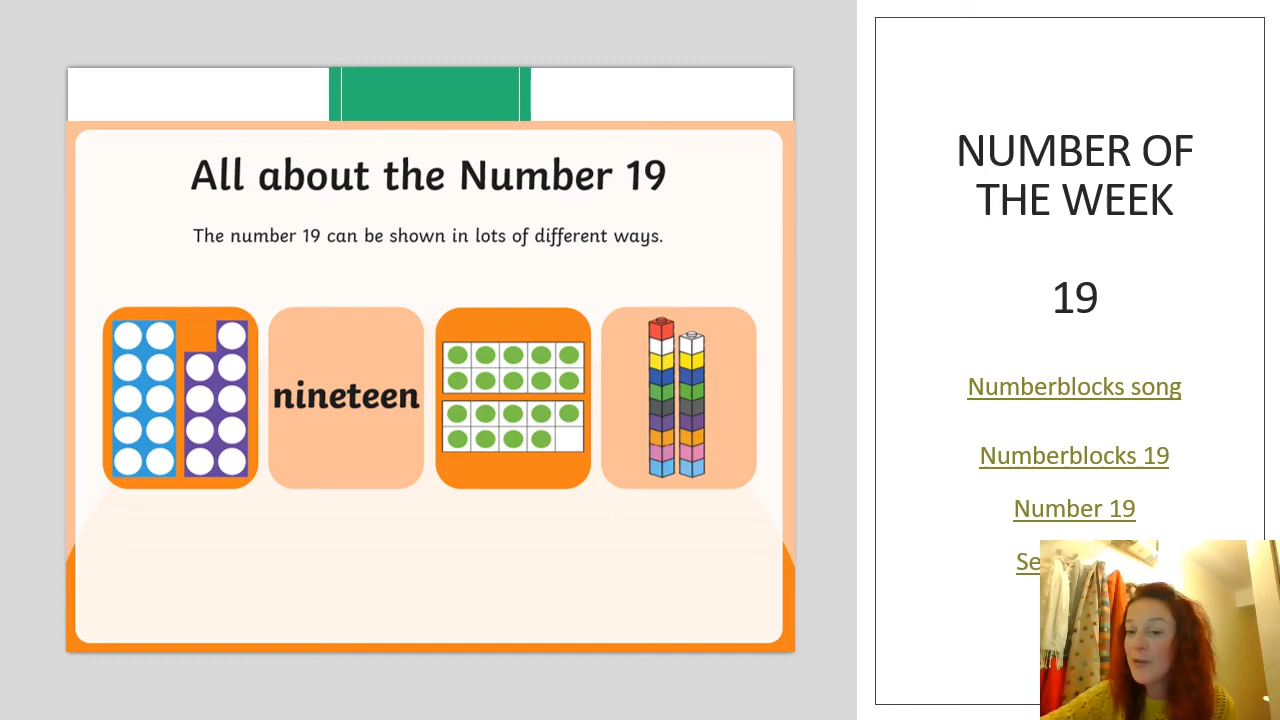 All about the Number 19
The number 19 can be shown in lots of different ways.
nineteen
NUMBER OF
THE WEEK
19
Numberblocks song
Numberblocks 19
Number 19